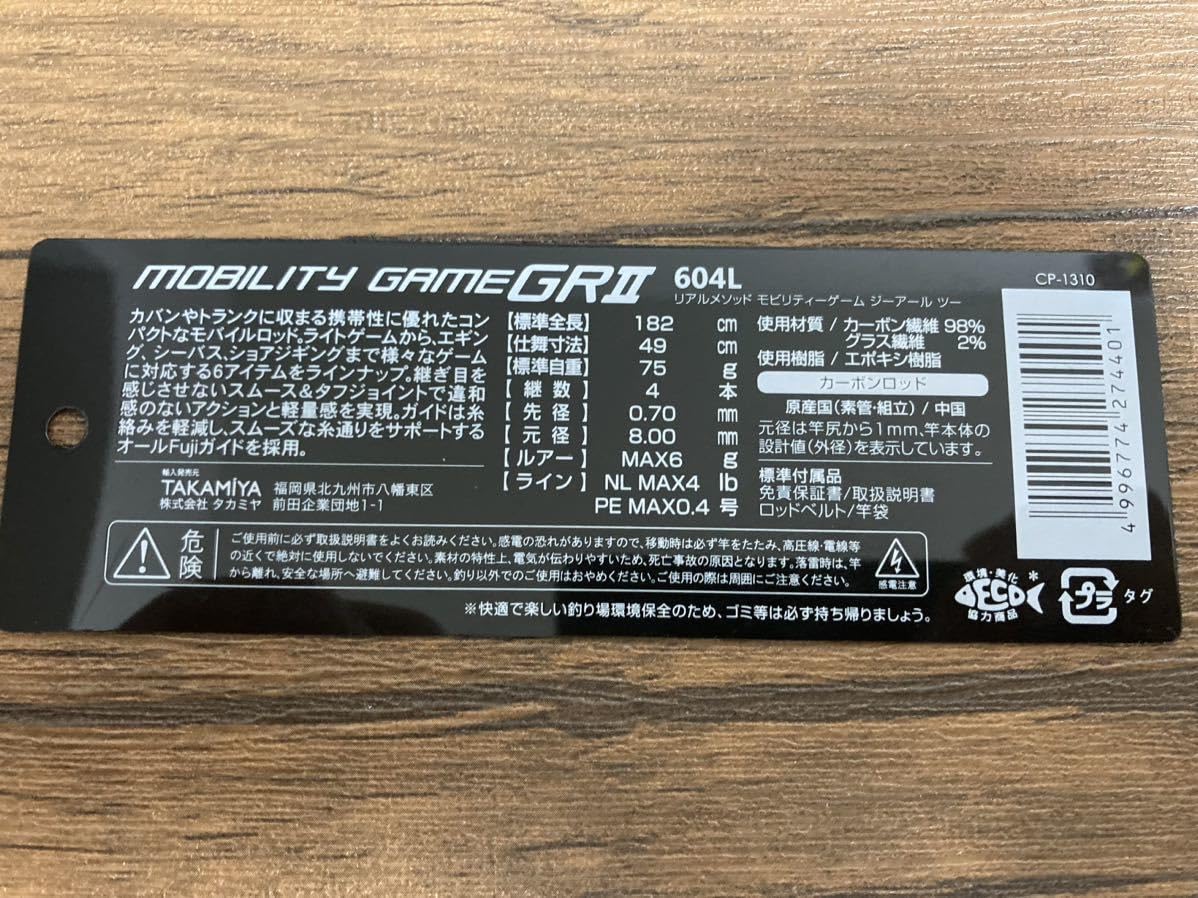 MOBILITY GAME GRII 604L
リアルメソッド モビリティーゲーム ジーアール ツー
CP-1310
カバンやトランクに収まる携帯性に優れたコン
パクトなモバイルロッド。ライトゲームから、エギン
グ、シーバス、ショアジギングまで様々なゲーム
に対応する6アイテムをラインナップ。継ぎ目を
感じさせないスムース&タフジョイントで違和
感のないアクションと軽量感を実現。ガイドは糸
絡みを軽減し、スムーズな糸通りをサポートする
オールFujiガイドを採用。
輸入発売元
TAKAMIYA
株式会社 タカミヤ
福岡県北九州市八幡東区
前田企業団地1-1
【標準全長】 182 cm
【仕舞寸法】 49 cm
【標準自重】 75 g
【継数】 4 本
【先径】 0.70 mm
【元径】 8.00 mm
【ルアー】 MAX6 g
【ライン】 NL MAX4 lb
PE MAX0.4 号
使用材質 / カーボン繊維 98%
グラス繊維 2%
使用樹脂 / エポキシ樹脂
カーボンロッド
原産国(素管・組立) / 中国
元径は竿尻から1mm、竿本体の
設計値(外径)を表示しています。
標準付属品
免責保証書/取扱説明書
ロッドベルト/竿袋
4996774274401
危険
ご使用前に必ず取扱説明書をよくお読みください。感電の恐れがありますので、移動時は必ず竿をたたみ、高圧線・電線等
の近くで絶対に使用しないでください。素材の特性上、電気が伝わりやすいため、死亡事故の原因となります。落雷時は、竿
から離れ、安全な場所へ避難してください。釣り以外でのご使用はおやめください。ご使用の際は周囲にご注意ください。
感電注意
※快適で楽しい釣り場環境保全のため、ゴミ等は必ず持ち帰りましょう。
環境・美化
ECO
*
協力商品
プラ
タグ